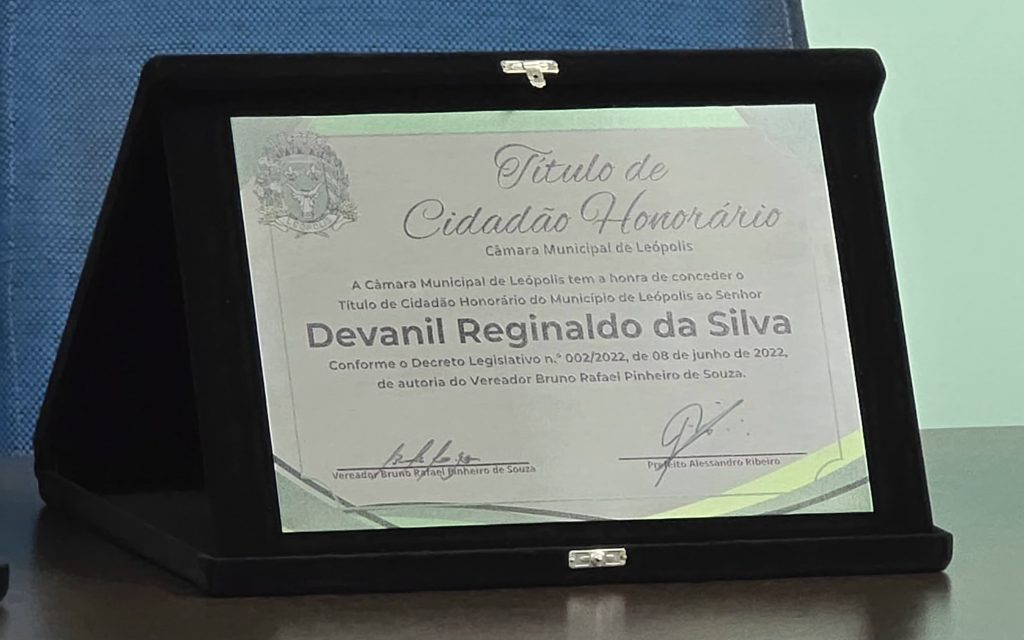 Título de
Cidadão Honorário
Câmara Municipal de Leópolis
A Câmara Municipal de Leópolis tem a honra de conceder o
Título de Cidadão Honorário do Município de Leópolis ao Senhor
Devanil Reginaldo da Silva
Conforme o Decreto Legislativo n.º 002/2022, de 08 de junho de 2022,
de autoria do Vereador Bruno Rafael Pinheiro de Souza.
Vereador Bruno Rafael Pinheiro de Souza
Prefeito Alessandro Ribeiro
LEÓPOLIS